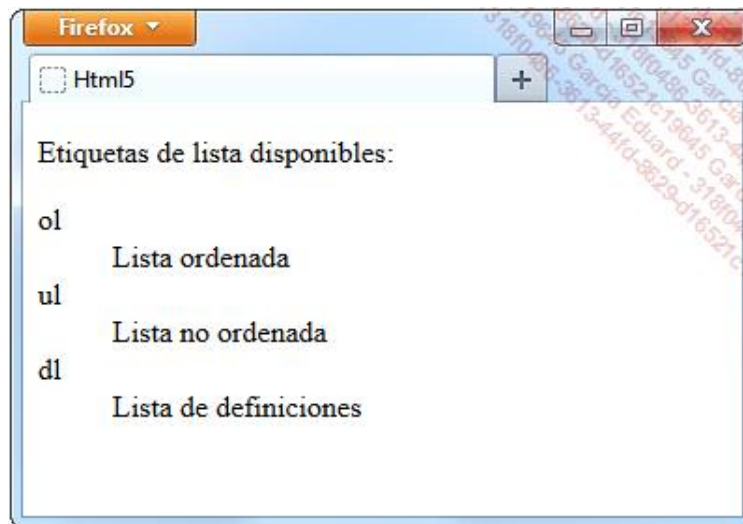 Firefox
Html5
Etiquetas de lista disponibles:
ol
Lista ordenada
ul
Lista no ordenada
dl
Lista de definiciones